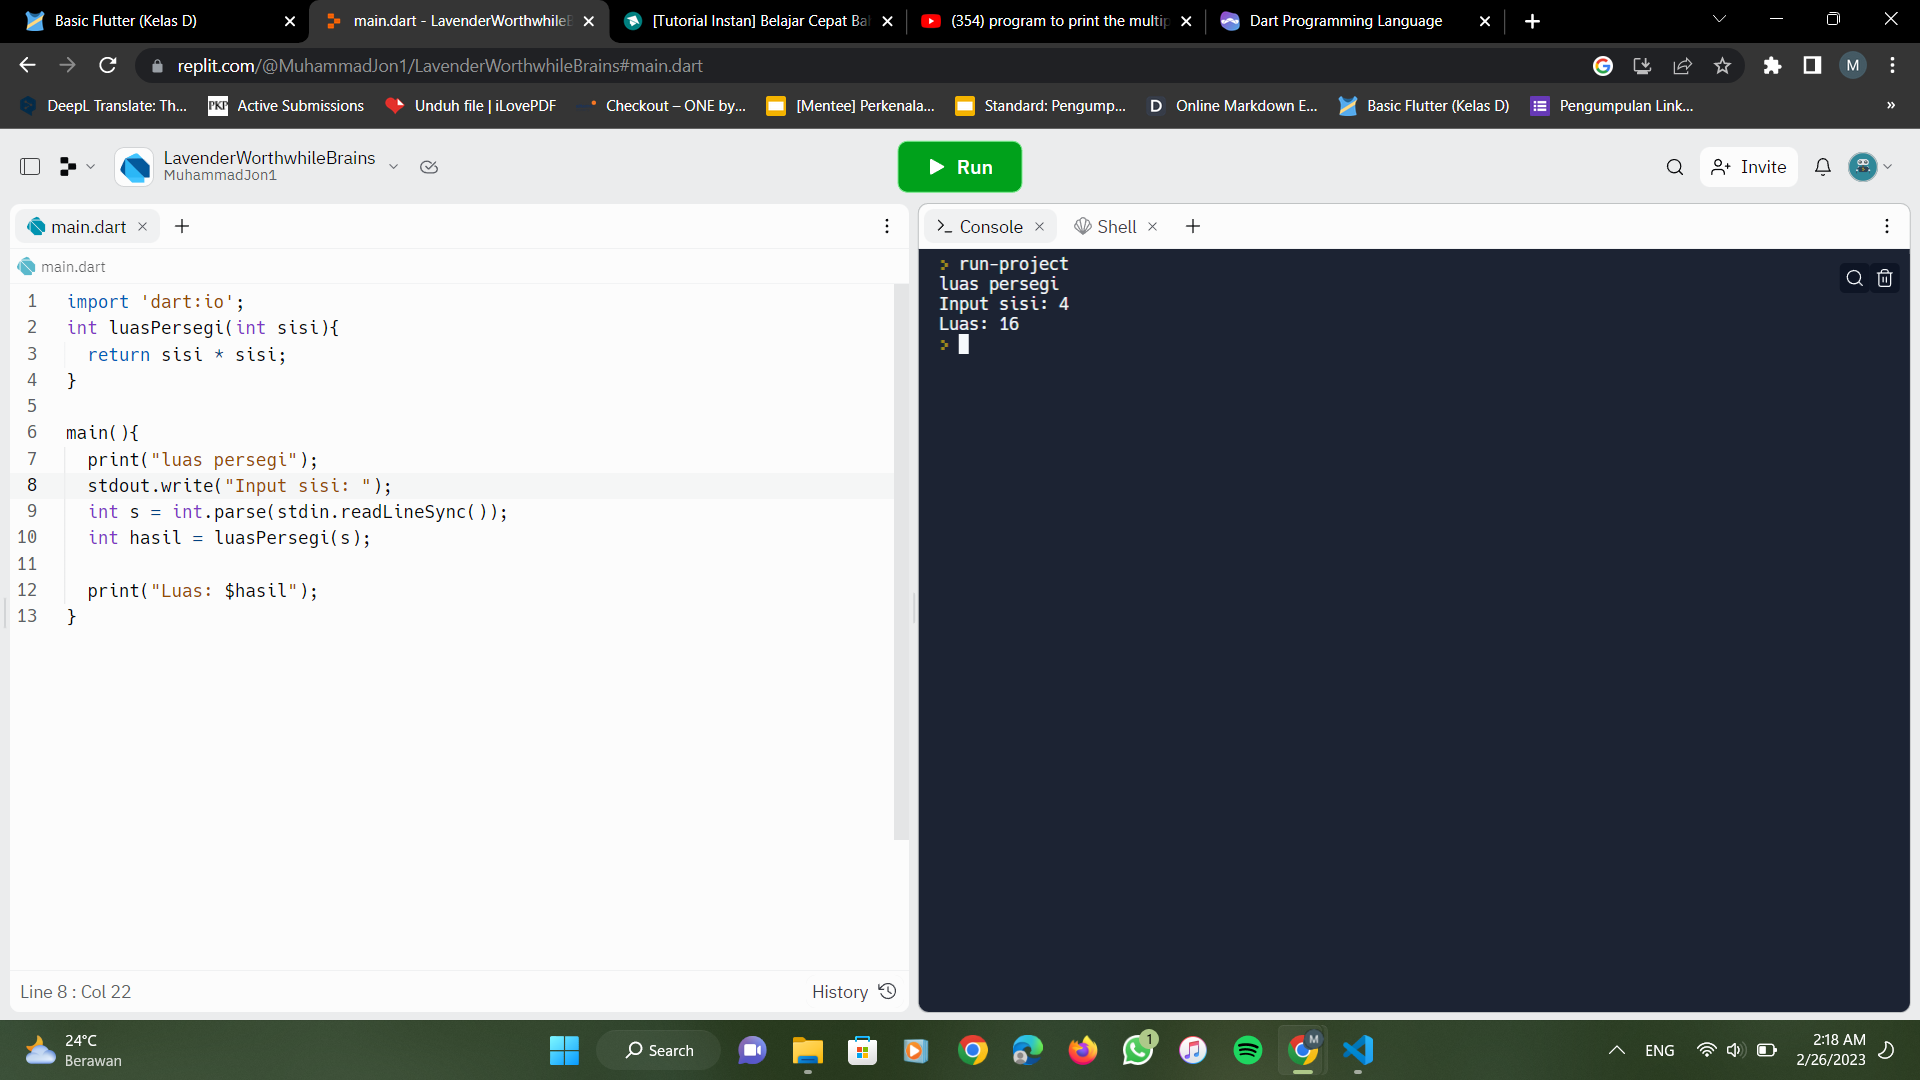 Basic Flutter (Kelas D)
main.dart - LavenderWorthwhileB
[Tutorial Instan] Belajar Cepat Ba
(354) program to print the multip
Dart Programming Language
replit.com/@MuhammadJon1/LavenderWorthwhileBrains#main.dart
M
DeepL Translate: Th...
PKP Active Submissions
Unduh file | iLovePDF
Checkout – ONE by...
[Mentee] Perkenala...
Standard: Pengump...
D Online Markdown E...
Basic Flutter (Kelas D)
Pengumpulan Link...
»
LavenderWorthwhileBrains
MuhammadJon1
Run
Invite
main.dart
main.dart
1 import 'dart:io';
2 int luasPersegi(int sisi){
3 return sisi * sisi;
4 }
5
6 main(){
7 print("luas persegi");
8 stdout.write("Input sisi: ");
9 int s = int.parse(stdin.readLineSync());
10 int hasil = luasPersegi(s);
11
12 print("Luas: $hasil");
13 }
Line 8 : Col 22
History
>_ Console
Shell
> run-project
luas persegi
Input sisi: 4
Luas: 16
>
24°C
Berawan
Search
1
M
ENG
2:18 AM
2/26/2023